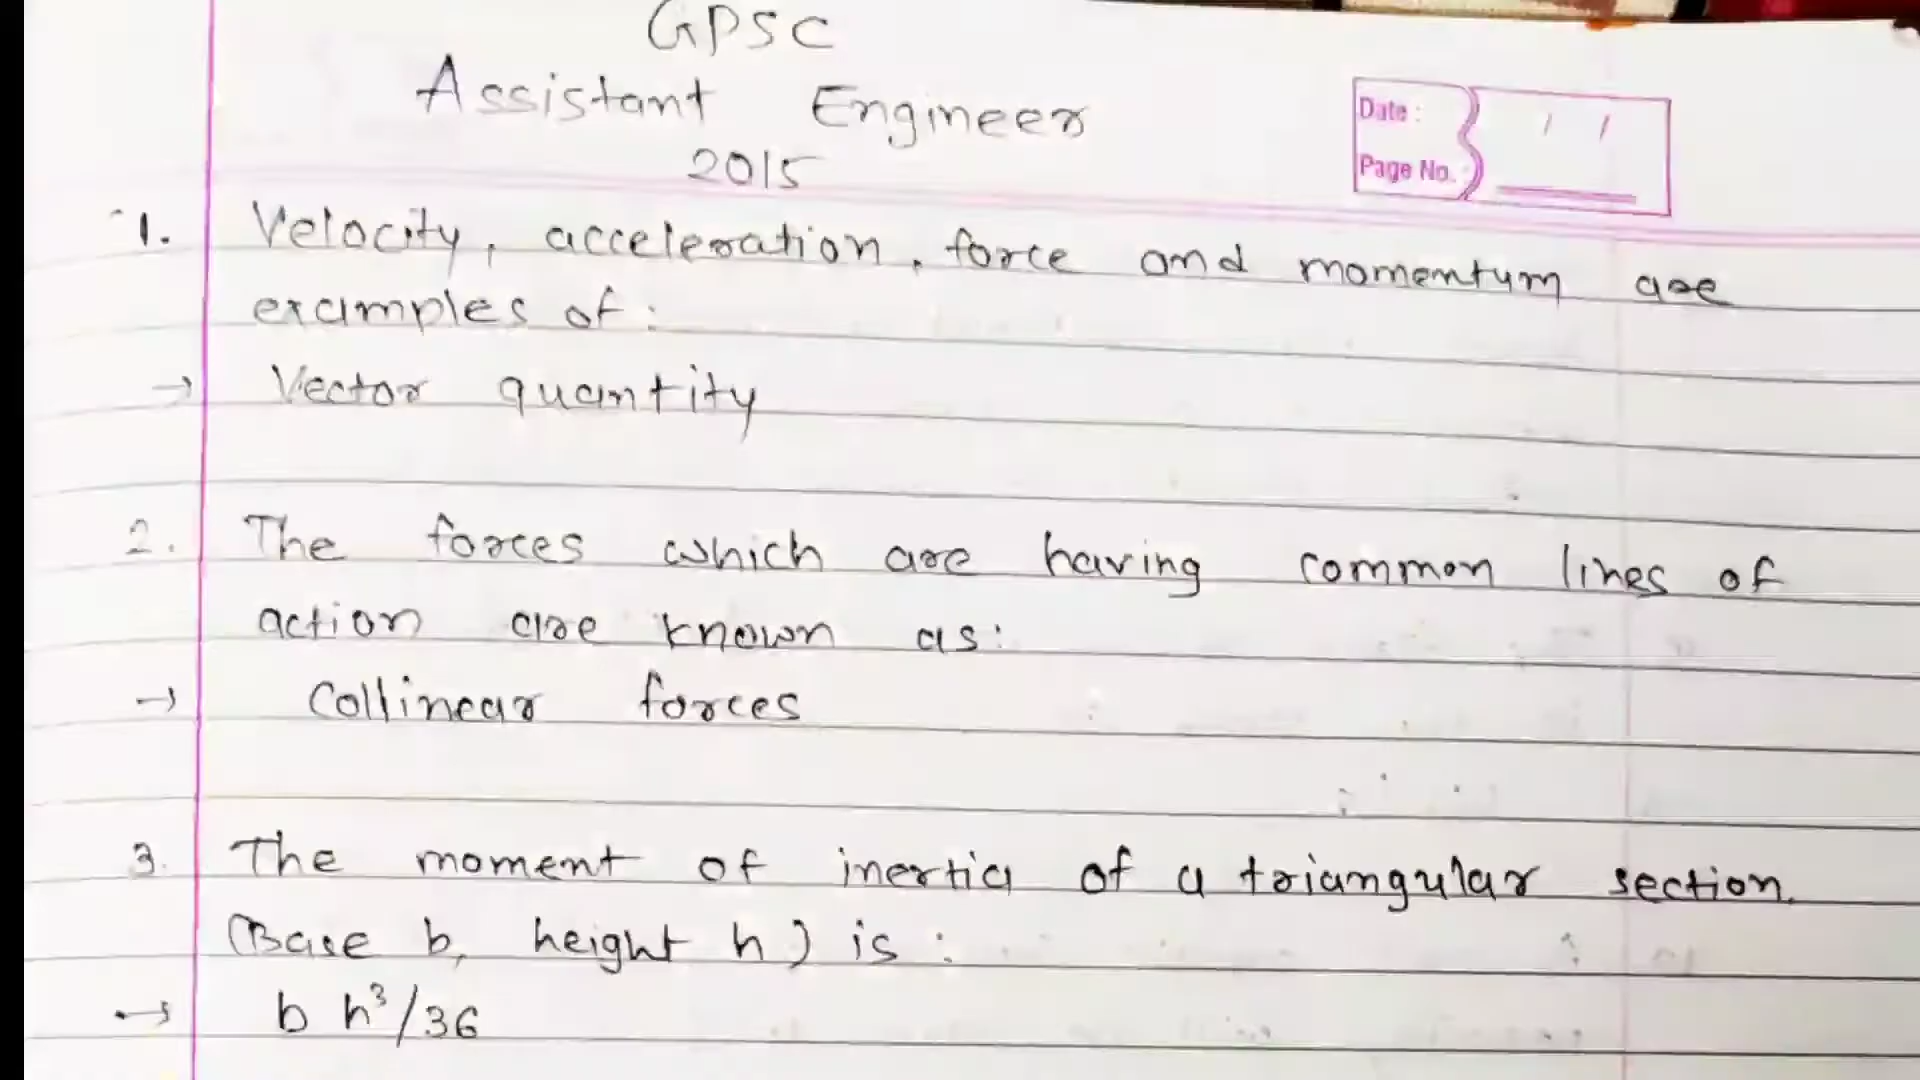 GPSC
Assistant Engineer
2015
Date : / /
Page No. :
1. Velocity, acceleration, force and momentum are
examples of :
→ Vector quantity
2. The forces which are having common lines of
action are known as:
→ Collinear forces
3. The moment of inertia of a triangular section.
(Base b, height h) is :
→ b h³/36